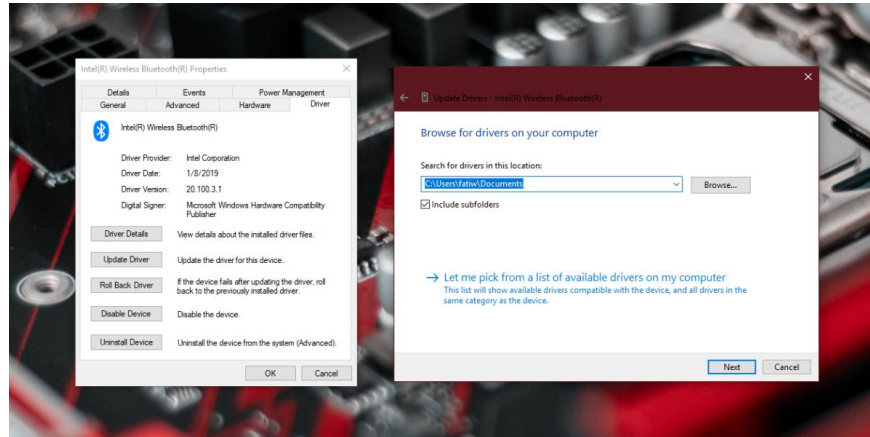 Intel(R) Wireless Bluetooth(R) Properties
Details Events Power Management
General Advanced Hardware Driver
Intel(R) Wireless Bluetooth(R)
Driver Provider: Intel Corporation
Driver Date: 1/8/2019
Driver Version: 20.100.3.1
Digital Signer: Microsoft Windows Hardware Compatibility
Publisher
Driver Details View details about the installed driver files.
Update Driver Update the driver for this device.
Roll Back Driver If the device fails after updating the driver, roll
back to the previously installed driver.
Disable Device Disable the device.
Uninstall Device Uninstall the device from the system (Advanced).
OK Cancel
Update Drivers - Intel(R) Wireless Bluetooth(R)
Browse for drivers on your computer
Search for drivers in this location:
C:\Users\fatiw\Documents Browse...
Include subfolders
Let me pick from a list of available drivers on my computer
This list will show available drivers compatible with the device, and all drivers in the
same category as the device.
Next Cancel